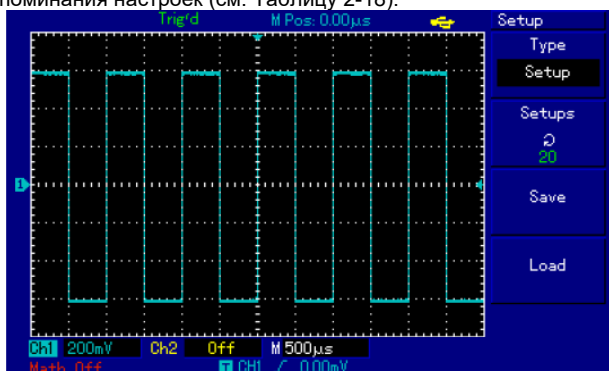 поминания настроек (см. Таблицу 2-18).
Trig'd M Pos: 0.00μs Setup
Type
Setup
Setups
20
1
Save
Load
Ch1 200mV Ch2 Off M 500μs
Math Off T CH1 / 0.00mV